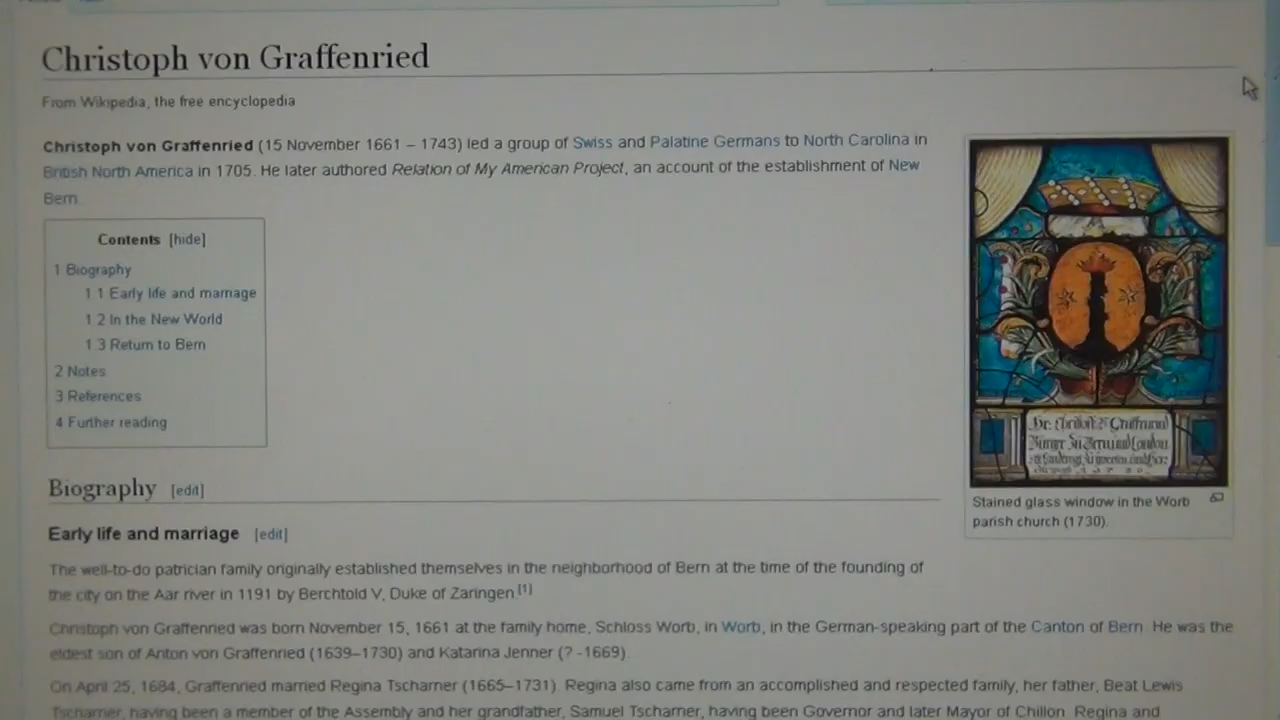 Christoph von Graffenried
From Wikipedia, the free encyclopedia
Christoph von Graffenried (15 November 1661 – 1743) led a group of Swiss and Palatine Germans to North Carolina in
British North America in 1705. He later authored Relation of My American Project, an account of the establishment of New
Bern.
Contents [hide]
1 Biography
1.1 Early life and marriage
1.2 In the New World
1.3 Return to Bern
2 Notes
3 References
4 Further reading
Stained glass window in the Worb
parish church (1730).
Biography [edit]
Early life and marriage [edit]
The well-to-do patrician family originally established themselves in the neighborhood of Bern at the time of the founding of
the city on the Aar river in 1191 by Berchtold V, Duke of Zaringen.[1]
Christoph von Graffenried was born November 15, 1661 at the family home, Schloss Worb, in Worb, in the German-speaking part of the Canton of Bern. He was the
eldest son of Anton von Graffenried (1639–1730) and Katarina Jenner (? -1669).
On April 25, 1684, Graffenried married Regina Tscharner (1665–1731). Regina also came from an accomplished and respected family, her father, Beat Lewis
Tscharner, having been a member of the Assembly and her grandfather, Samuel Tscharner, having been Governor and later Mayor of Chillon. Regina and